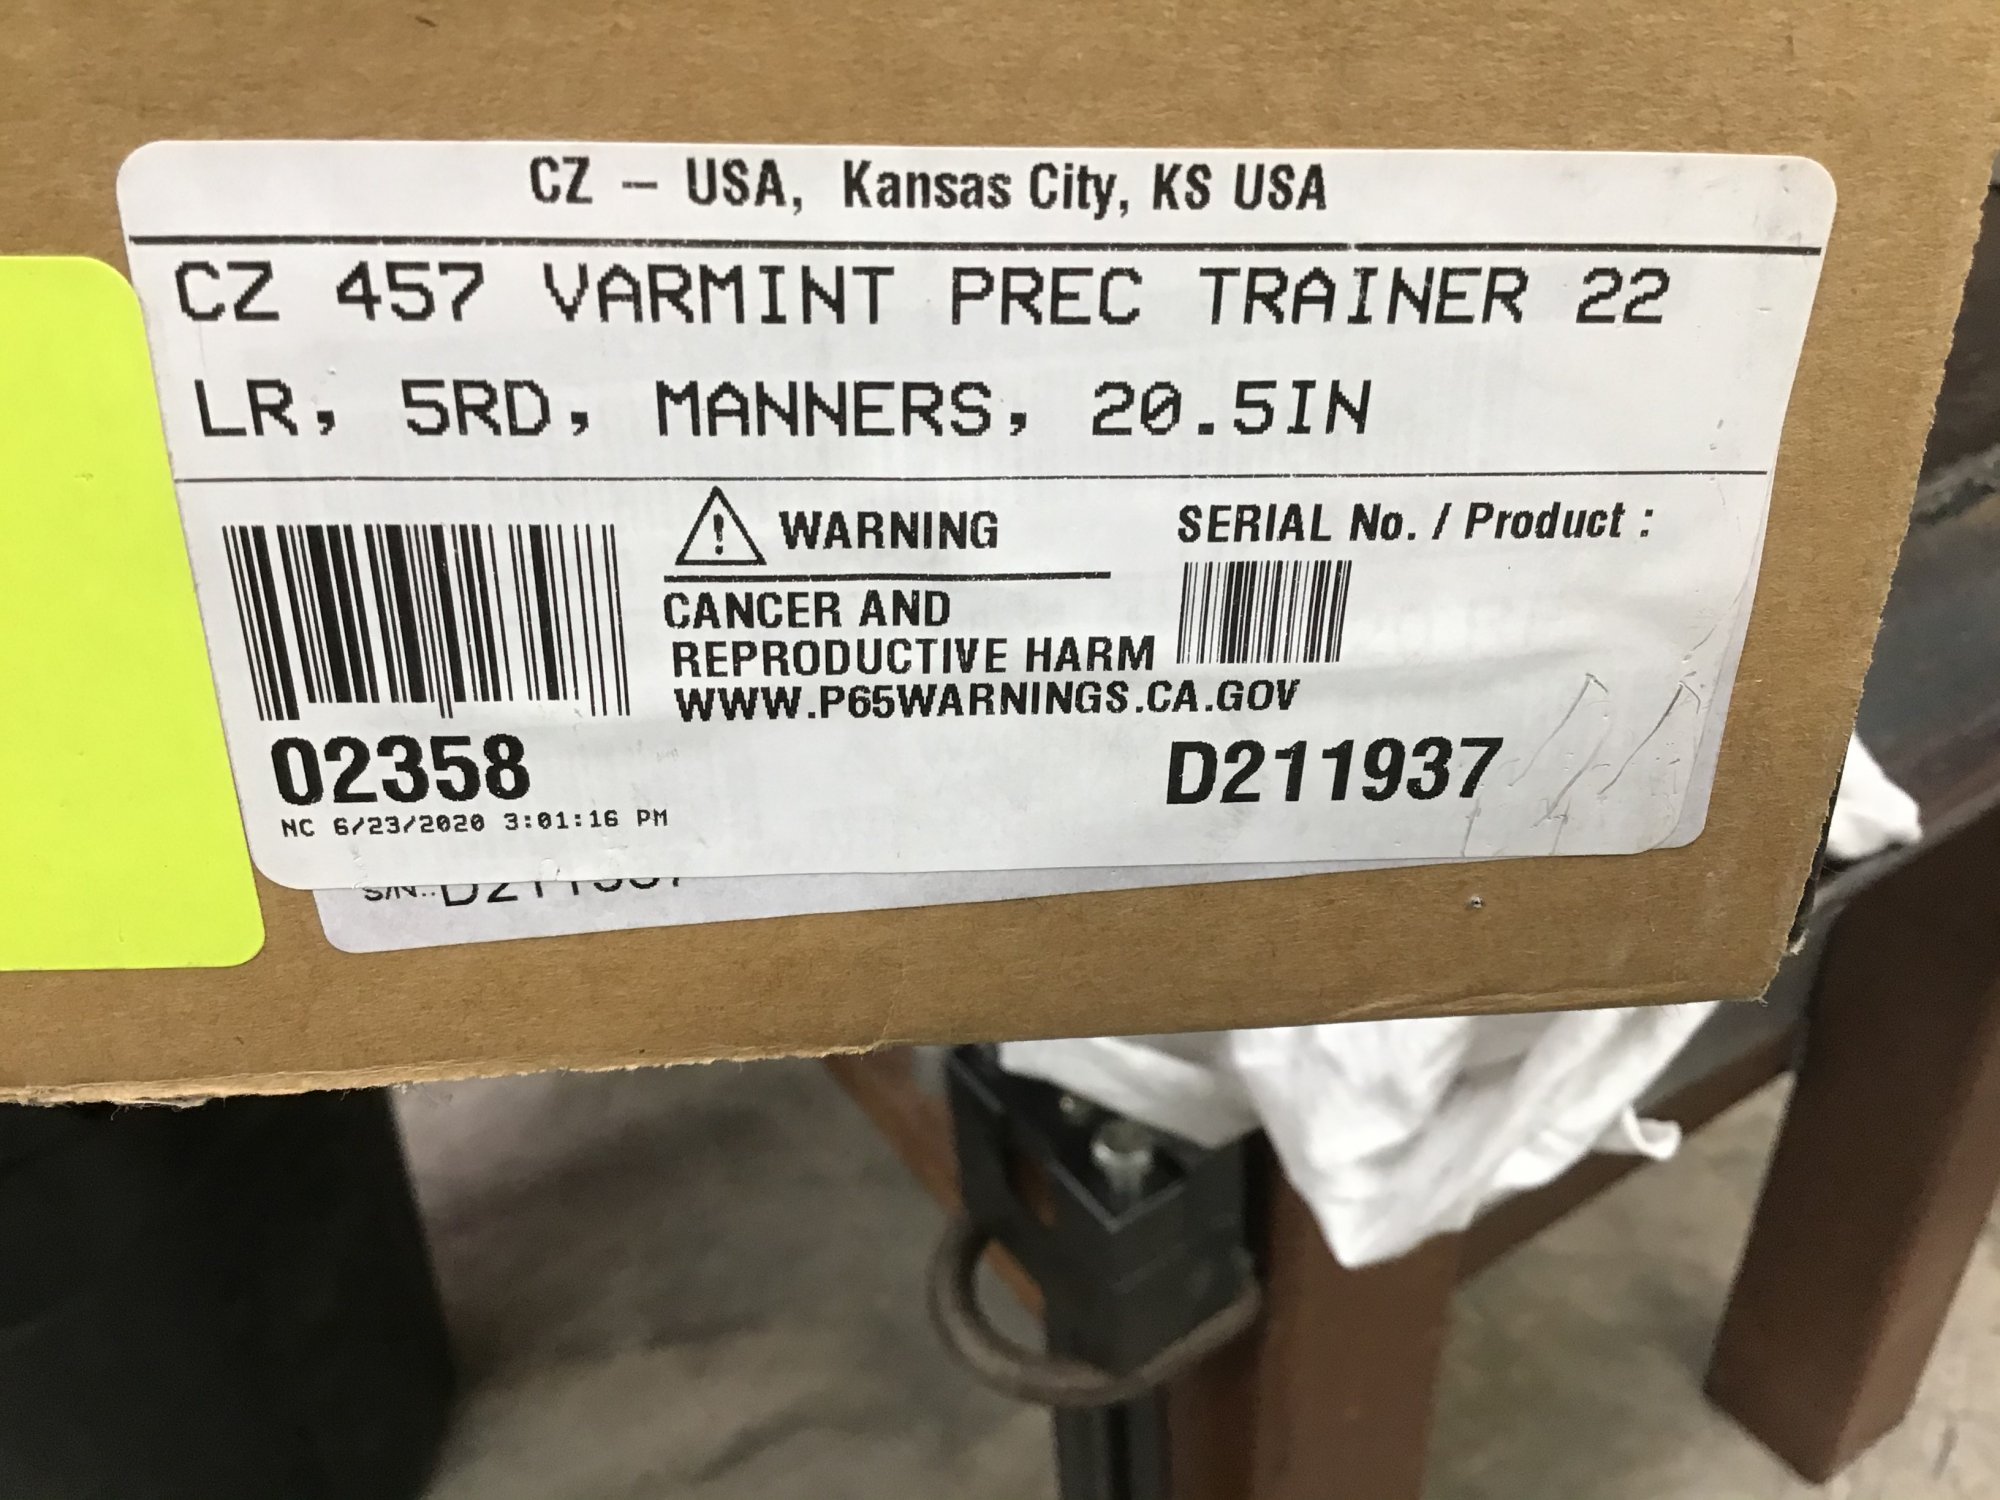 CZ – USA, Kansas City, KS USA
CZ 457 VARMINT PREC TRAINER 22
LR, 5RD, MANNERS, 20.5IN
WARNING
CANCER AND
REPRODUCTIVE HARM
WWW.P65WARNINGS.CA.GOV
SERIAL No. / Product :
02358
D211937
NC 6/23/2020 3:01:16 PM
S/N.: